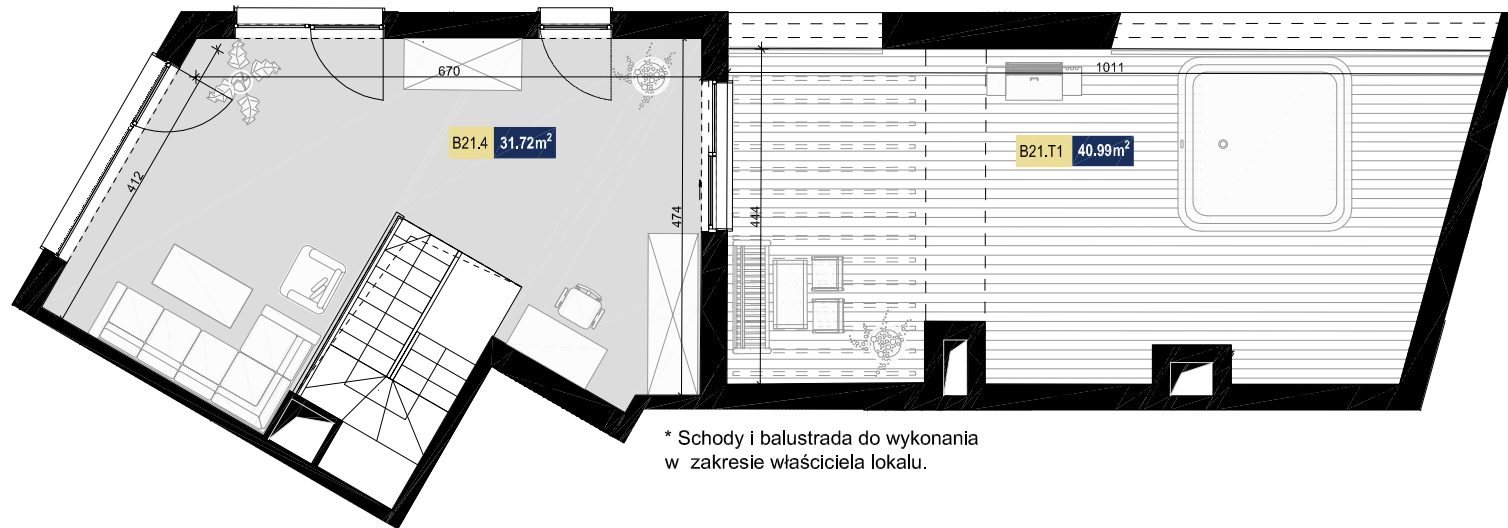 670
1011
B21.4 31.72m²
B21.T1 40.99m²
412
474
444
* Schody i balustrada do wykonania
w zakresie właściciela lokalu.